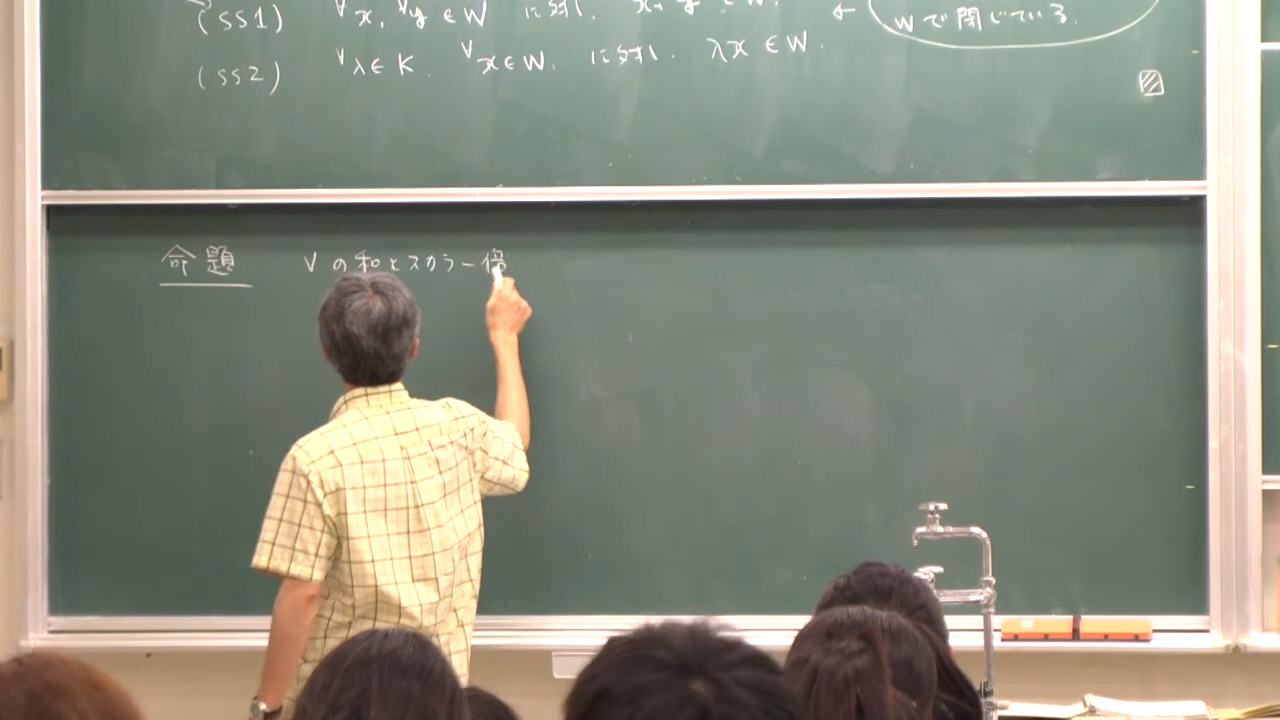 (SS1) ∀x, ∀y ∈ W に対し. x+y ∈ W.
← Wで閉じている.
(SS2) ∀λ ∈ K. ∀x ∈ W. に対し. λx ∈ W.
命題 Vの和とスカラー倍